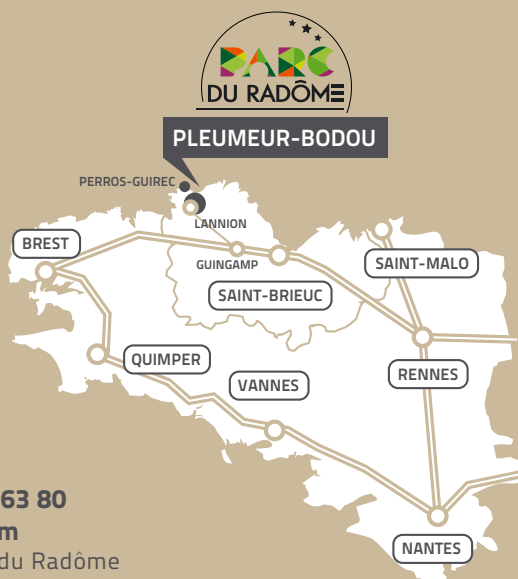 PARC
DU RADÔME
PLEUMEUR-BODOU
PERROS-GUIREC
LANNION
BREST
GUINGAMP
SAINT-MALO
SAINT-BRIEUC
QUIMPER
VANNES
RENNES
63 80
m
du Radôme
NANTES